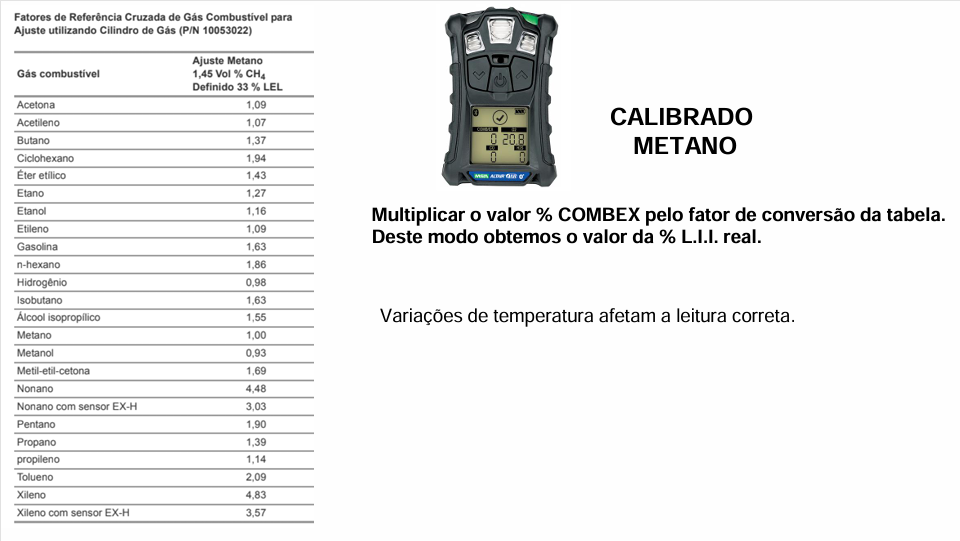 Fatores de Referência Cruzada de Gás Combustível para
Ajuste utilizando Cilindro de Gás (P/N 10053022)
Gás combustível
Ajuste Metano
1,45 Vol % CH4
Definido 33 % LEL
Acetona 1,09
Acetileno 1,07
Butano 1,37
Ciclohexano 1,94
Éter etílico 1,43
Etano 1,27
Etanol 1,16
Etileno 1,09
Gasolina 1,63
n-hexano 1,86
Hidrogênio 0,98
Isobutano 1,63
Álcool isopropílico 1,55
Metano 1,00
Metanol 0,93
Metil-etil-cetona 1,69
Nonano 4,48
Nonano com sensor EX-H 3,03
Pentano 1,90
Propano 1,39
propileno 1,14
Tolueno 2,09
Xileno 4,83
Xileno com sensor EX-H 3,57
0 20.8
0 0
MSA ALTAIR 4XR
CALIBRADO
METANO
Multiplicar o valor % COMBEX pelo fator de conversão da tabela.
Deste modo obtemos o valor da % L.I.I. real.
Variações de temperatura afetam a leitura correta.